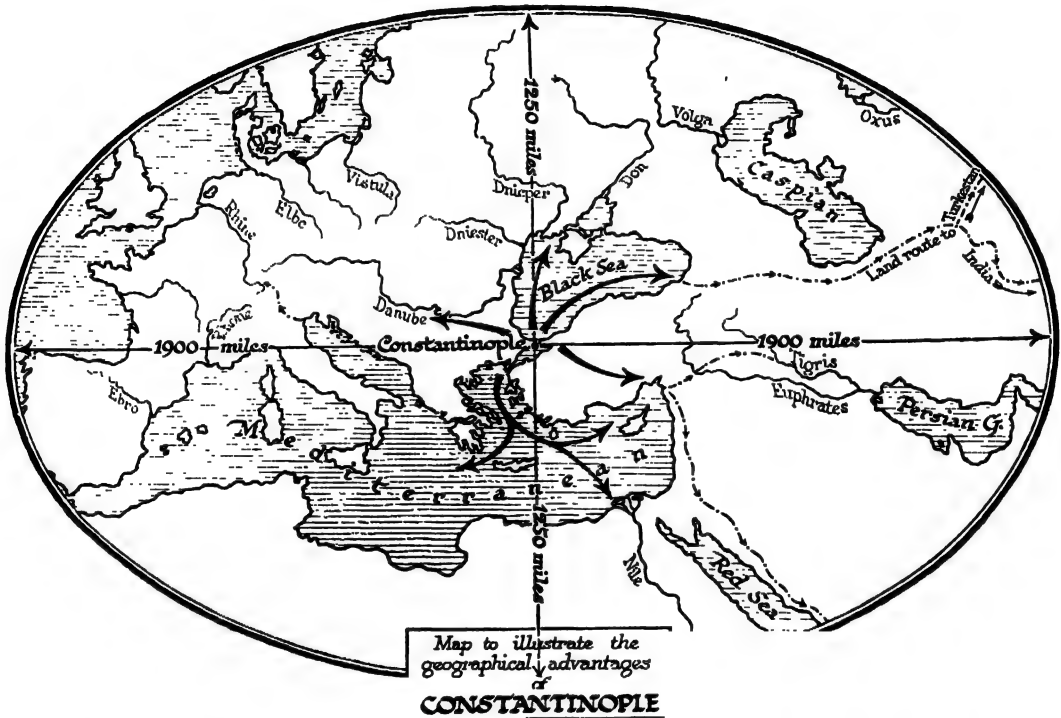 1250 miles
Volga
Oxus
Vistula
Dnieper
Don
Caspian
Rhine
Elbe
Dniester
Land route to Turkestan
India
Black Sea
Danube
1900 miles
Constantinople
1900 miles
Tigris
Euphrates
Ebro
Persian G.
Mediterranean
1250 miles
Nile
Red Sea
Map to illustrate the
geographical advantages
of
CONSTANTINOPLE